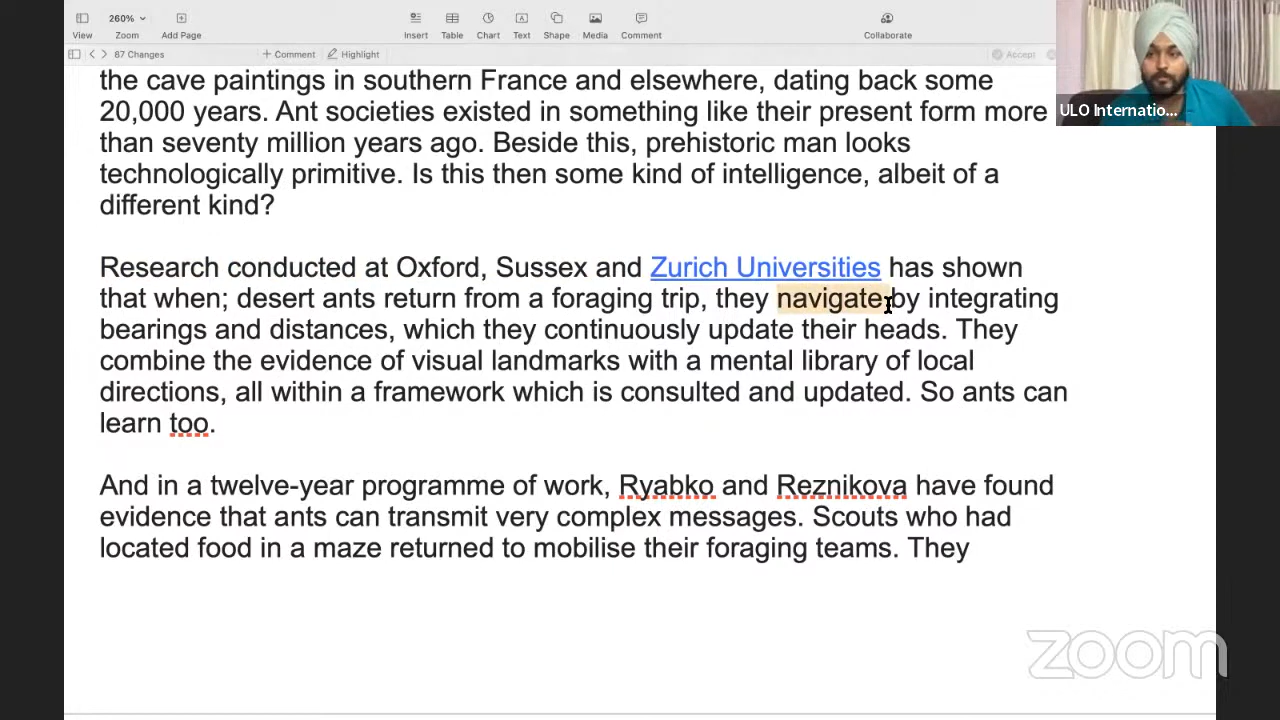 260%
View
Zoom
Add Page
Insert
Table
Chart
Text
Shape
Media
Comment
Collaborate
87 Changes
Comment
Highlight
Accept
ULO Internatio...
the cave paintings in southern France and elsewhere, dating back some
20,000 years. Ant societies existed in something like their present form more
than seventy million years ago. Beside this, prehistoric man looks
technologically primitive. Is this then some kind of intelligence, albeit of a
different kind?
Research conducted at Oxford, Sussex and Zurich Universities has shown
that when; desert ants return from a foraging trip, they navigate by integrating
bearings and distances, which they continuously update their heads. They
combine the evidence of visual landmarks with a mental library of local
directions, all within a framework which is consulted and updated. So ants can
learn too.
And in a twelve-year programme of work, Ryabko and Reznikova have found
evidence that ants can transmit very complex messages. Scouts who had
located food in a maze returned to mobilise their foraging teams. They
zoom